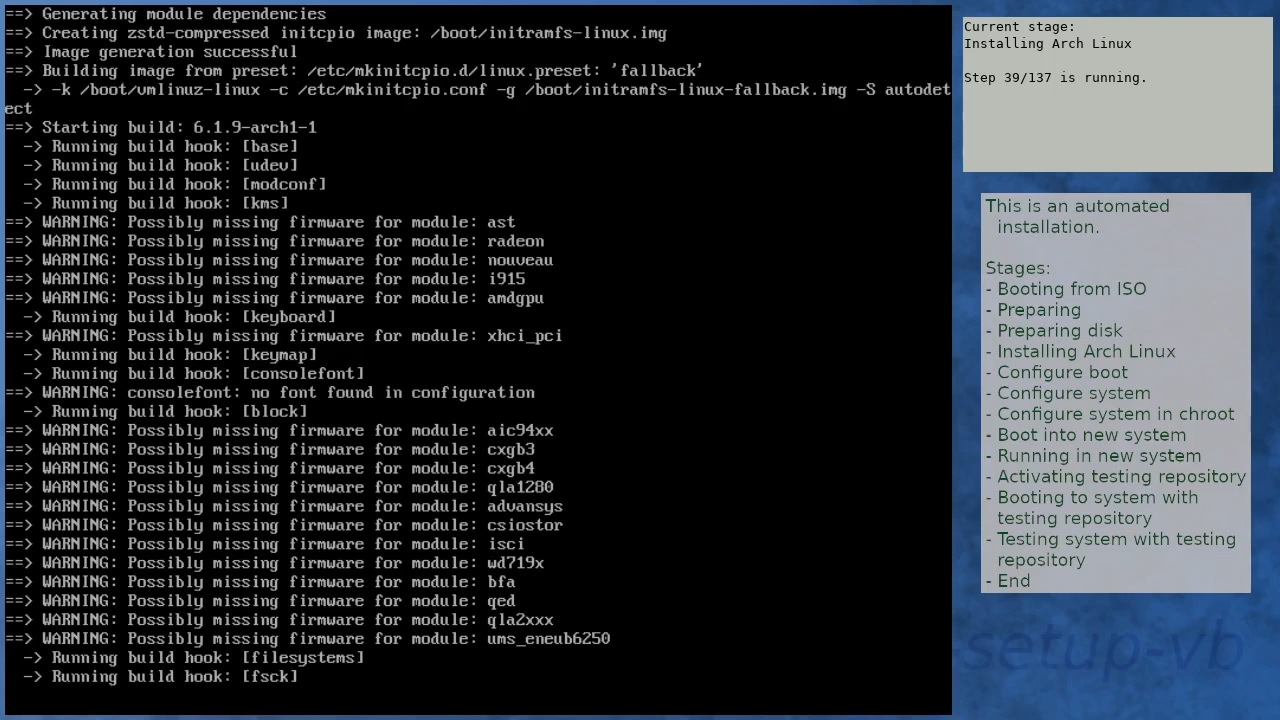 ==> Generating module dependencies
==> Creating zstd-compressed initcpio image: /boot/initramfs-linux.img
==> Image generation successful
==> Building image from preset: /etc/mkinitcpio.d/linux.preset: 'fallback'
  -> -k /boot/vmlinuz-linux -c /etc/mkinitcpio.conf -g /boot/initramfs-linux-fallback.img -S autodet
ect
==> Starting build: 6.1.9-arch1-1
  -> Running build hook: [base]
  -> Running build hook: [udev]
  -> Running build hook: [modconf]
  -> Running build hook: [kms]
==> WARNING: Possibly missing firmware for module: ast
==> WARNING: Possibly missing firmware for module: radeon
==> WARNING: Possibly missing firmware for module: nouveau
==> WARNING: Possibly missing firmware for module: i915
==> WARNING: Possibly missing firmware for module: amdgpu
  -> Running build hook: [keyboard]
==> WARNING: Possibly missing firmware for module: xhci_pci
  -> Running build hook: [keymap]
  -> Running build hook: [consolefont]
==> WARNING: consolefont: no font found in configuration
  -> Running build hook: [block]
==> WARNING: Possibly missing firmware for module: aic94xx
==> WARNING: Possibly missing firmware for module: cxgb3
==> WARNING: Possibly missing firmware for module: cxgb4
==> WARNING: Possibly missing firmware for module: qla1280
==> WARNING: Possibly missing firmware for module: advansys
==> WARNING: Possibly missing firmware for module: csiostor
==> WARNING: Possibly missing firmware for module: isci
==> WARNING: Possibly missing firmware for module: wd719x
==> WARNING: Possibly missing firmware for module: bfa
==> WARNING: Possibly missing firmware for module: qed
==> WARNING: Possibly missing firmware for module: qla2xxx
==> WARNING: Possibly missing firmware for module: ums_eneub6250
  -> Running build hook: [filesystems]
  -> Running build hook: [fsck]
Current stage:
Installing Arch Linux
Step 39/137 is running.
This is an automated
installation.
Stages:
- Booting from ISO
- Preparing
- Preparing disk
- Installing Arch Linux
- Configure boot
- Configure system
- Configure system in chroot
- Boot into new system
- Running in new system
- Activating testing repository
- Booting to system with
testing repository
- Testing system with testing
repository
- End
-setup-vb